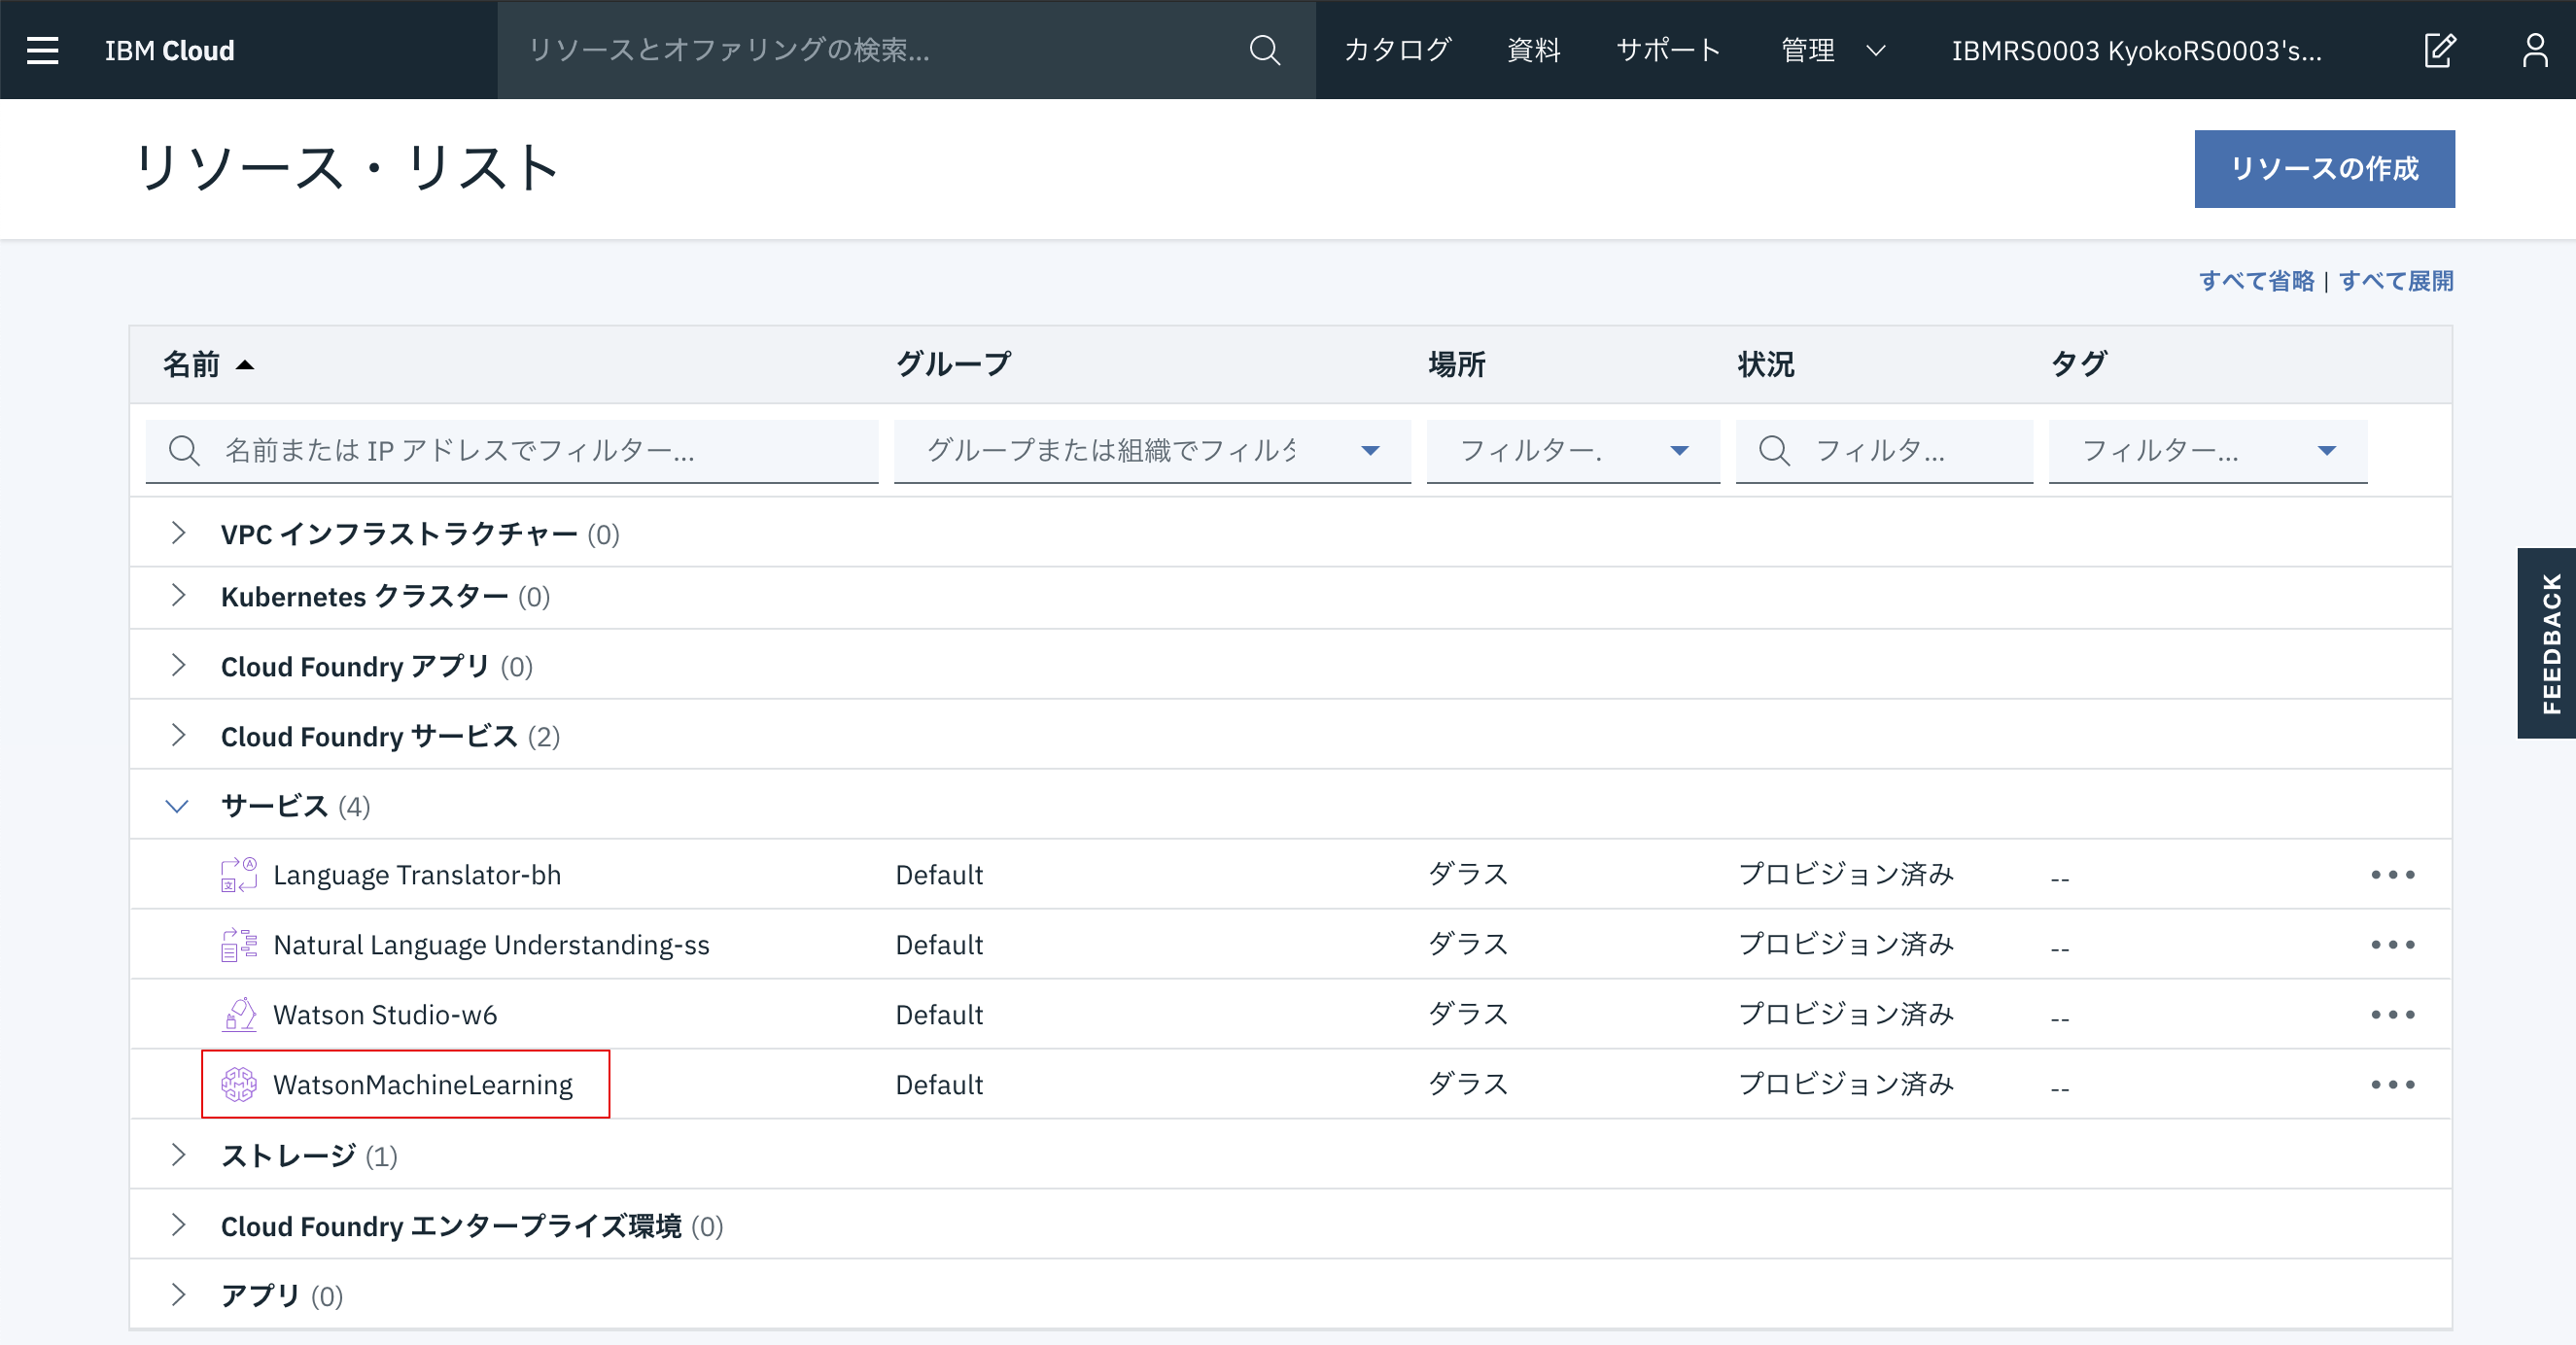 IBM Cloud
リソースとオファリングの検索...
カタログ 資料 サポート 管理 IBMRS0003 KyokoRS0003's...
リソース・リスト
リソースの作成
すべて省略 | すべて展開
名前 グループ 場所 状況 タグ
名前または IP アドレスでフィルター... グループまたは組織でフィルタ フィルター. フィルタ... フィルター...
VPC インフラストラクチャー (0)
Kubernetes クラスター (0)
Cloud Foundry アプリ (0)
Cloud Foundry サービス (2)
サービス (4)
Language Translator-bh Default ダラス プロビジョン済み --
Natural Language Understanding-ss Default ダラス プロビジョン済み --
Watson Studio-w6 Default ダラス プロビジョン済み --
WatsonMachineLearning Default ダラス プロビジョン済み --
ストレージ (1)
Cloud Foundry エンタープライズ環境 (0)
アプリ (0)
FEEDBACK